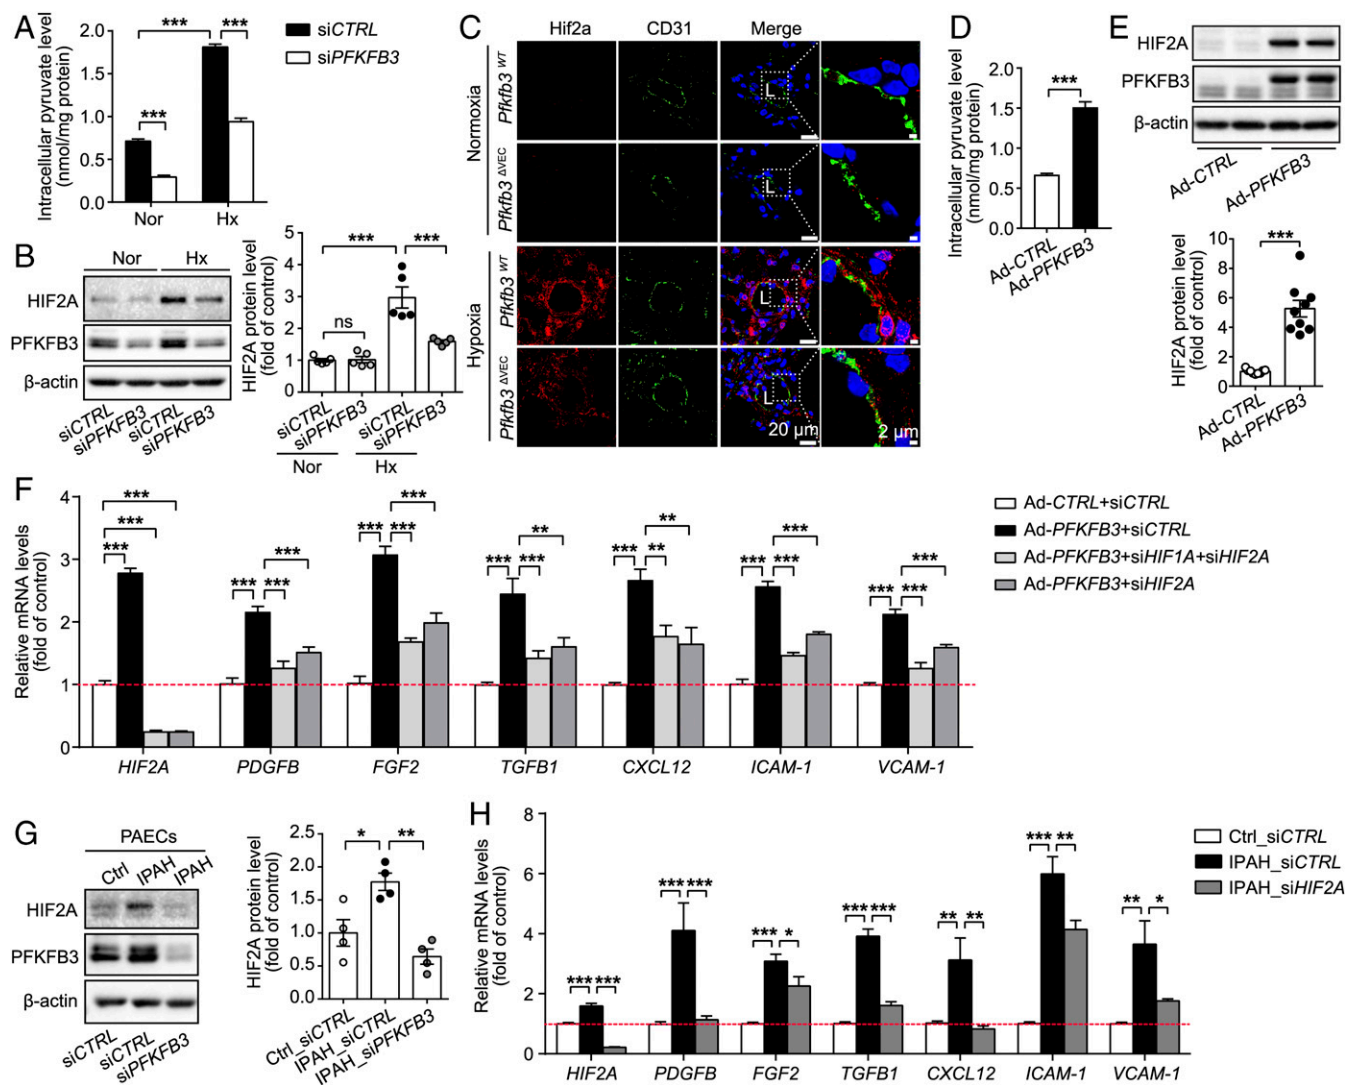 A
Intracellular pyruvate level
(nmol/mg protein)
2.0
1.5
1.0
0.5
0.0
***
***
***
siCTRL
siPFKFB3
Nor
Hx
B
Nor
Hx
HIF2A
PFKFB3
β-actin
siCTRL
siPFKFB3
siCTRL
siPFKFB3
HIF2A protein level
(fold of control)
5
4
3
2
1
0
***
***
ns
siCTRL
siPFKFB3
siCTRL
siPFKFB3
Nor
Hx
C
Hif2a
CD31
Merge
Normoxia
Hypoxia
Pfkfb3 WT
Pfkfb3 ΔVEC
Pfkfb3 WT
Pfkfb3 ΔVEC
L
L
L
L
20 μm
2 μm
D
Intracellular pyruvate level
(nmol/mg protein)
2.0
1.5
1.0
0.5
0.0
***
Ad-CTRL
Ad-PFKFB3
E
HIF2A
PFKFB3
β-actin
Ad-CTRL
Ad-PFKFB3
HIF2A protein level
(fold of control)
10
8
6
4
2
0
***
Ad-CTRL
Ad-PFKFB3
F
Relative mRNA levels
(fold of control)
4
3
2
1
0
***
***
***
***
***
***
***
***
***
***
***
**
***
**
**
***
***
***
***
***
***
HIF2A
PDGFB
FGF2
TGFB1
CXCL12
ICAM-1
VCAM-1
Ad-CTRL+siCTRL
Ad-PFKFB3+siCTRL
Ad-PFKFB3+siHIF1A+siHIF2A
Ad-PFKFB3+siHIF2A
G
PAECs
Ctrl
IPAH
IPAH
HIF2A
PFKFB3
β-actin
siCTRL
siCTRL
siPFKFB3
HIF2A protein level
(fold of control)
2.5
2.0
1.5
1.0
0.5
0.0
*
**
Ctrl_siCTRL
IPAH_siCTRL
IPAH_siPFKFB3
H
Relative mRNA levels
(fold of control)
8
6
4
2
0
***
***
***
***
***
*
***
***
**
**
***
**
**
*
HIF2A
PDGFB
FGF2
TGFB1
CXCL12
ICAM-1
VCAM-1
Ctrl_siCTRL
IPAH_siCTRL
IPAH_siHIF2A